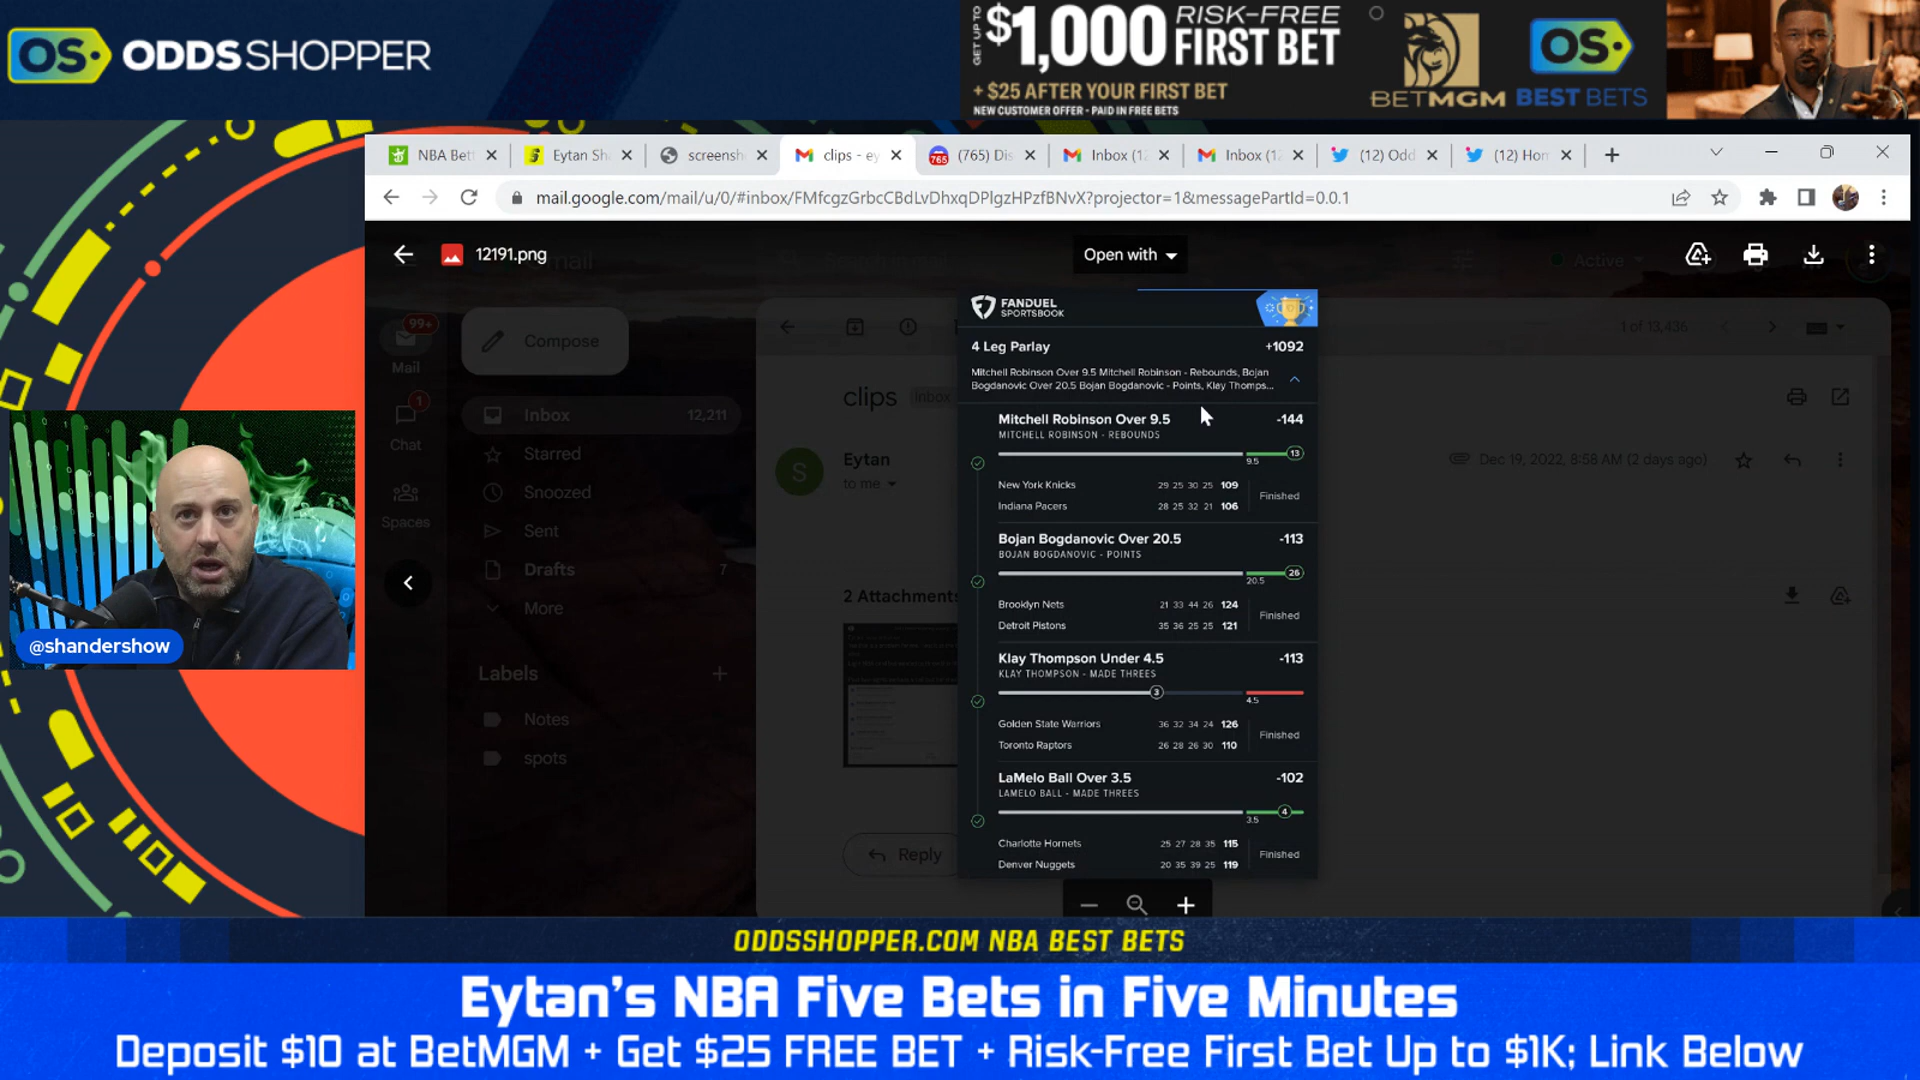 OS.
ODDSSHOPPER
GET UP TO
$1,000
RISK-FREE
FIRST BET
+ $25 AFTER YOUR FIRST BET
NEW CUSTOMER OFFER - PAID IN FREE BETS
BETMGM
OS.
BEST BETS
NBA Bet
Eytan Sh
screensh
clips - ey
765
(765) Dis
Inbox (1
Inbox (1
(12) Odd
(12) Hom
mail.google.com/mail/u/0/#inbox/FMfcgzGrbcCBdLvDhxqDPlgzHPzfBNvX?projector=1&messagePartId=0.0.1
12191.png
Open with
Active
99+
Mail
Compose
1 of 13,436
1
Chat
Inbox 12,211
clips Inbox
Starred
Eytan
to me
S
Dec 19, 2022, 8:58 AM (2 days ago)
Snoozed
Spaces
Sent
Drafts 7
More
2 Attachments
Labels
Notes
spots
Reply
FANDUEL
SPORTSBOOK
4 Leg Parlay +1092
Mitchell Robinson Over 9.5 Mitchell Robinson - Rebounds, Bojan
Bogdanovic Over 20.5 Bojan Bogdanovic - Points, Klay Thomps...
Mitchell Robinson Over 9.5 -144
MITCHELL ROBINSON - REBOUNDS
9.5 13
New York Knicks 29 25 30 25 109
Finished
Indiana Pacers 28 25 32 21 106
Bojan Bogdanovic Over 20.5 -113
BOJAN BOGDANOVIC - POINTS
20.5 26
Brooklyn Nets 21 33 44 26 124
Finished
Detroit Pistons 35 36 25 25 121
Klay Thompson Under 4.5 -113
KLAY THOMPSON - MADE THREES
3 4.5
Golden State Warriors 36 32 34 24 126
Finished
Toronto Raptors 26 28 26 30 110
LaMelo Ball Over 3.5 -102
LAMELO BALL - MADE THREES
3.5 4
Charlotte Hornets 25 27 28 35 115
Finished
Denver Nuggets 20 35 39 25 119
@shandershow
ODDSSHOPPER.COM NBA BEST BETS
Eytan's NBA Five Bets in Five Minutes
Deposit $10 at BetMGM + Get $25 FREE BET + Risk-Free First Bet Up to $1K; Link Below